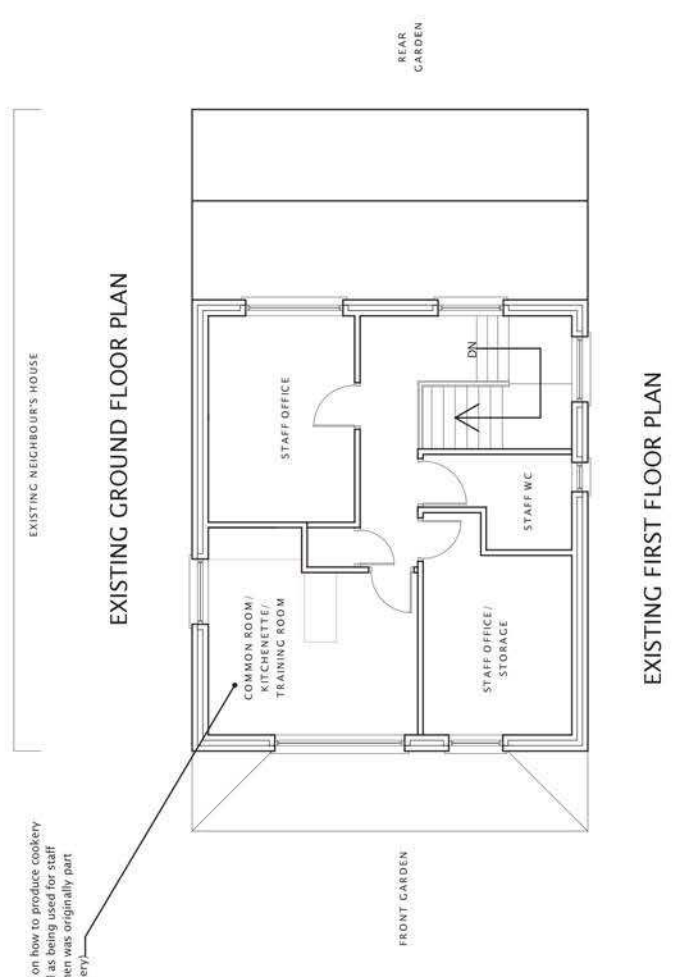 EXISTING NEIGHBOUR'S HOUSE
EXISTING GROUND FLOOR PLAN
on how to produce cookery
as being used for staff
was originally part
COMMON ROOM/
KITCHENETTE/
TRAINING ROOM
STAFF OFFICE
STAFF OFFICE/
STORAGE
STAFF WC
DN
FRONT GARDEN
REAR
GARDEN
EXISTING FIRST FLOOR PLAN